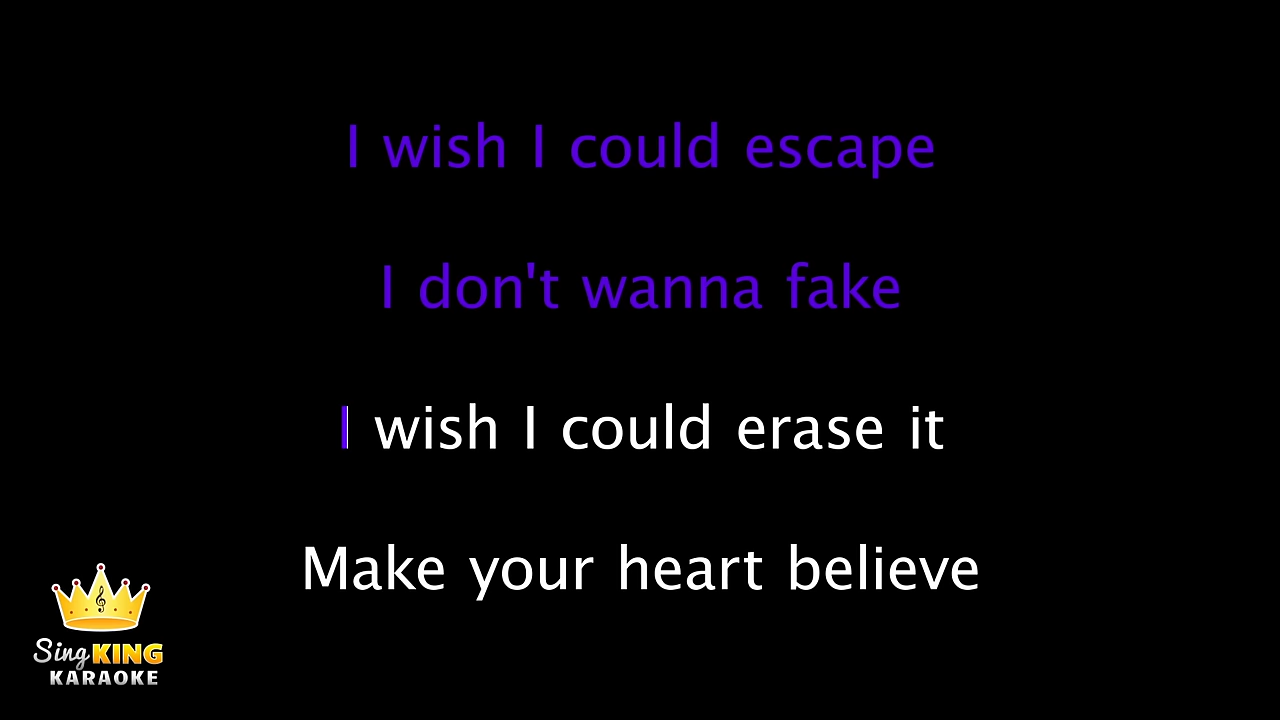 I wish I could escape
I don't wanna fake
I wish I could erase it
Make your heart believe
Sing KING
KARAOKE